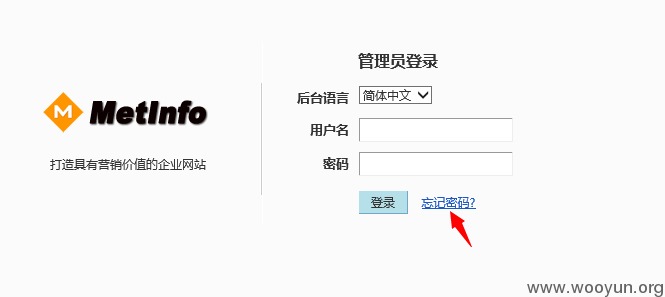 管理员登录
后台语言 简体中文
MetInfo
用户名
打造具有营销价值的企业网站
密码
登录 忘记密码?
www.wooyun.org